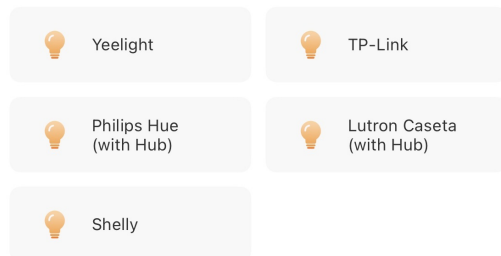 Yeelight
TP-Link
Philips Hue
(with Hub)
Lutron Caseta
(with Hub)
Shelly